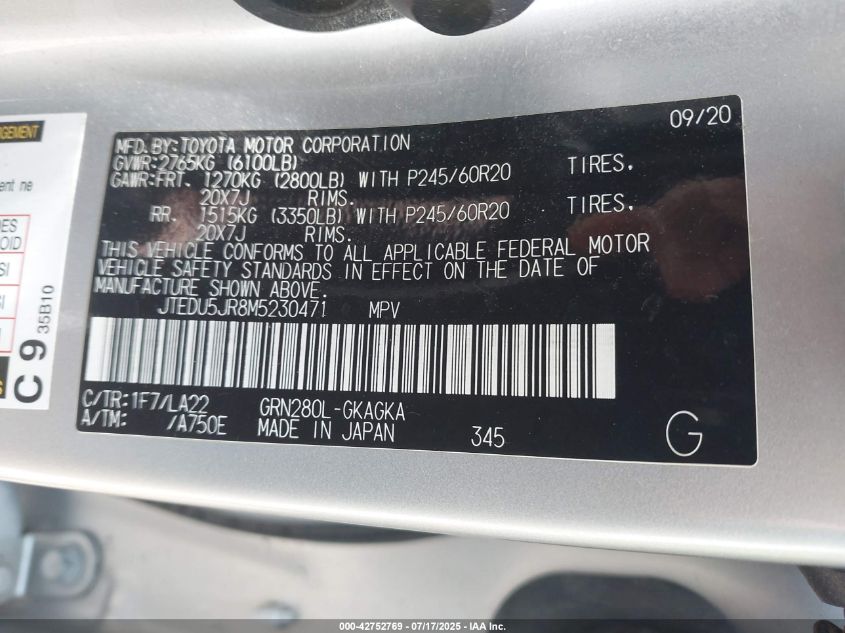 09/20
MFD.BY:TOYOTA MOTOR CORPORATION
GVWR:2765KG (6100LB)
GAWR:FRT. 1270KG (2800LB) WITH P245/60R20 TIRES.
20X7J RIMS.
RR. 1515KG (3350LB) WITH P245/60R20 TIRES.
20X7J RIMS.
THIS VEHICLE CONFORMS TO ALL APPLICABLE FEDERAL MOTOR
VEHICLE SAFETY STANDARDS IN EFFECT ON THE DATE OF
MANUFACTURE SHOWN ABOVE.
JTEDU5JR8M5230471 MPV
C/TR:1F7/LA22 GRN280L-GKAGKA
A/TM: /A750E MADE IN JAPAN 345
G
ent ne
C 9 35B10
000-42752769 - 07/17/2025 - I.A.A.